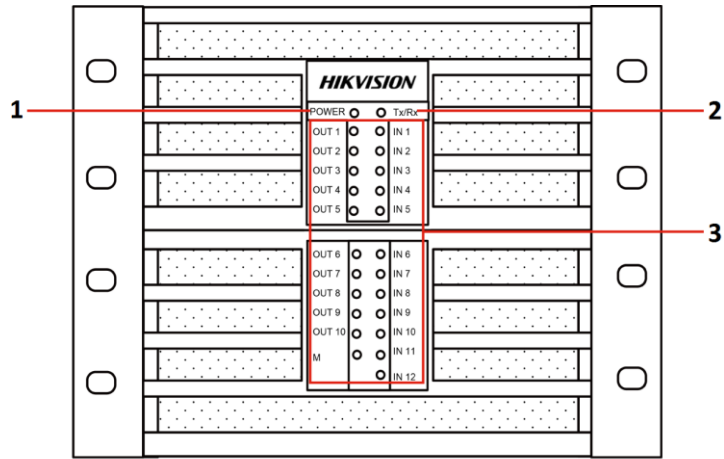 HIKVISION
1 POWER Tx/Rx 2
OUT 1 IN 1
OUT 2 IN 2
OUT 3 IN 3
OUT 4 IN 4
OUT 5 IN 5
3
OUT 6 IN 6
OUT 7 IN 7
OUT 8 IN 8
OUT 9 IN 9
OUT 10 IN 10
M IN 11
IN 12